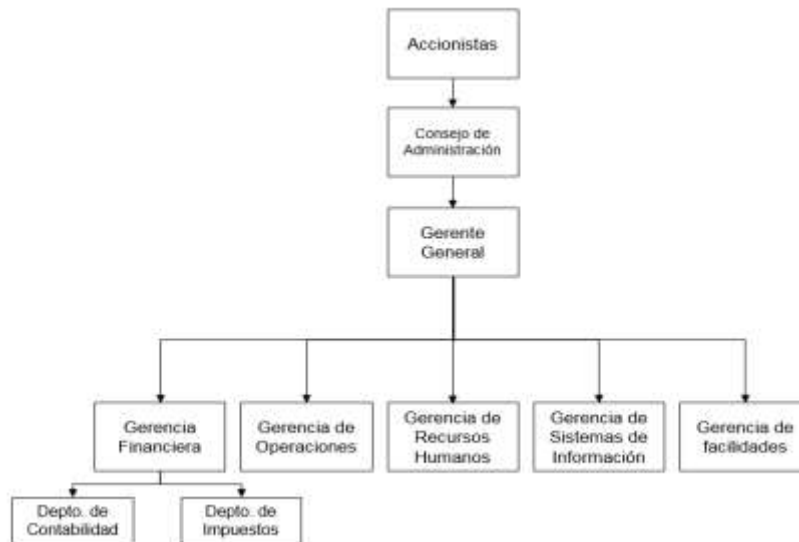 Accionistas
Consejo de
Administración
Gerente
General
Gerencia
Financiera
Gerencia de
Operaciones
Gerencia de
Recursos
Humanos
Gerencia de
Sistemas de
Información
Gerencia de
facilidades
Depto. de
Contabilidad
Depto. de
Impuestos